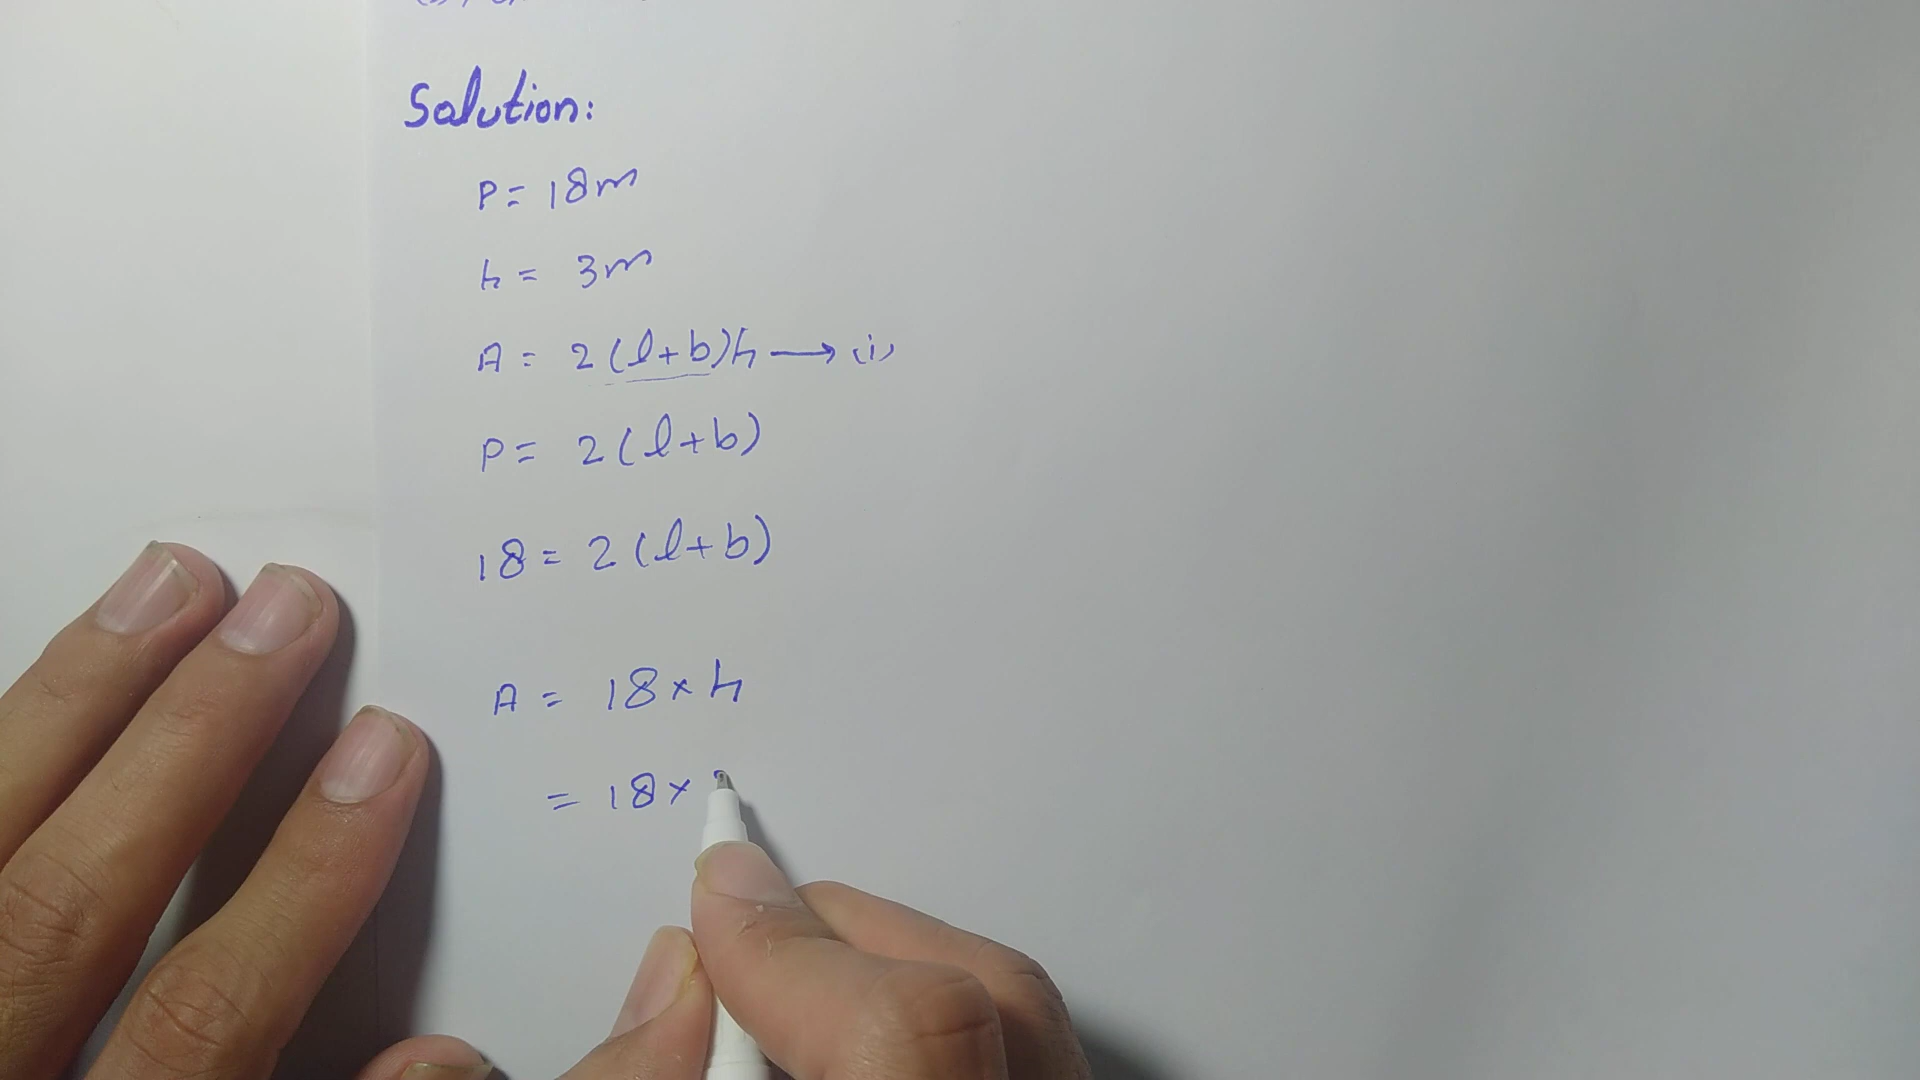 Solution:
P = 18m
h = 3m
A = 2(l+b)h ⟶ (i)
P = 2(l+b)
18 = 2(l+b)
A = 18 × h
= 18 ×